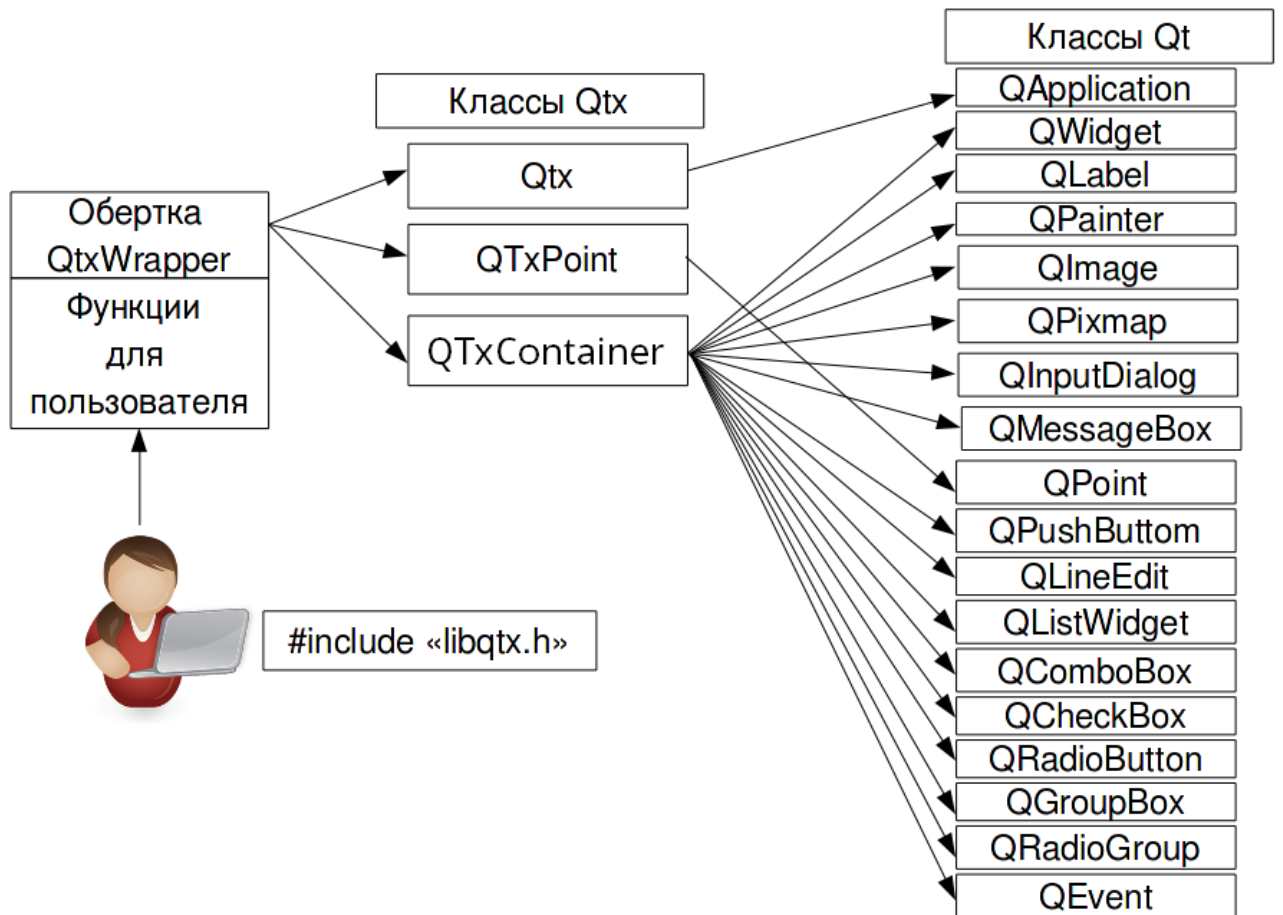 Обертка
QtxWrapper
Функции
для
пользователя
#include «libqtx.h»
Классы Qtx
Qtx
QTxPoint
QTxContainer
Классы Qt
QApplication
QWidget
QLabel
QPainter
QImage
QPixmap
QInputDialog
QMessageBox
QPoint
QPushButtom
QLineEdit
QListWidget
QComboBox
QCheckBox
QRadioButton
QGroupBox
QRadioGroup
QEvent